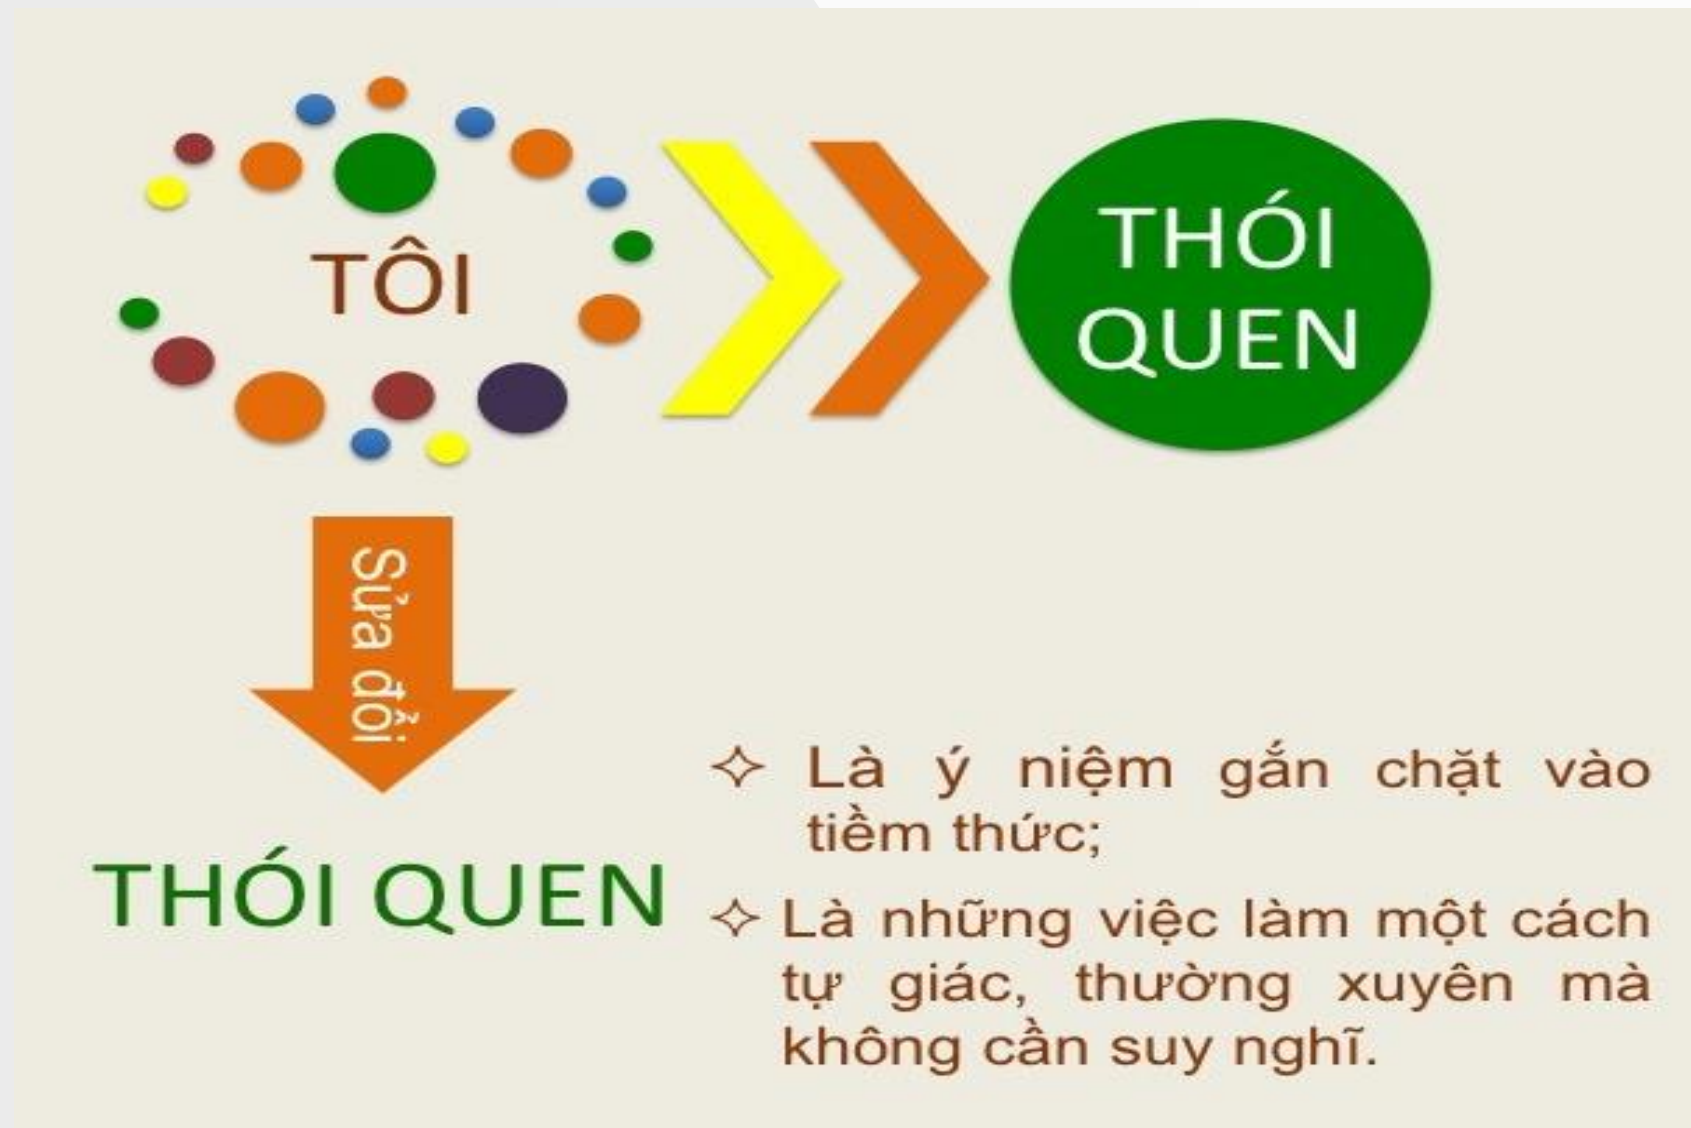 TÔI
THÓI
QUEN
Sửa đổi
THÓI QUEN
✧ Là ý niệm gắn chặt vào
tiềm thức;
✧ Là những việc làm một cách
tự giác, thường xuyên mà
không cần suy nghĩ.